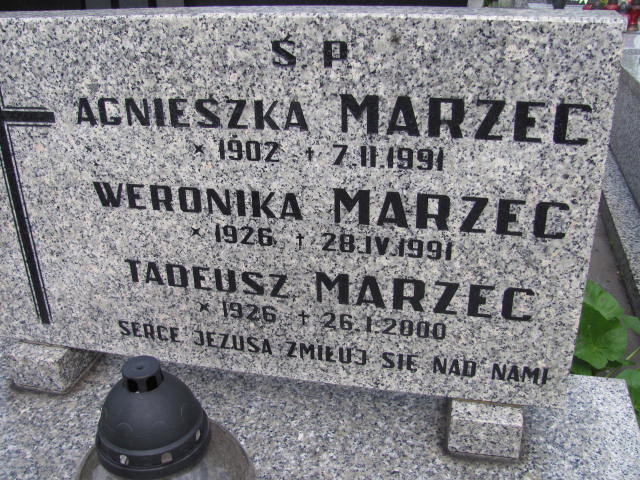 Ś P
AGNIESZKA MARZEC
* 1902 + 7.II.1991
WERONIKA MARZEC
* 1926 + 28.IV.1991
TADEUSZ MARZEC
* 1926 + 26.I.2000
SERCE JEZUSA ZMIŁUJ SIĘ NAD NAMI